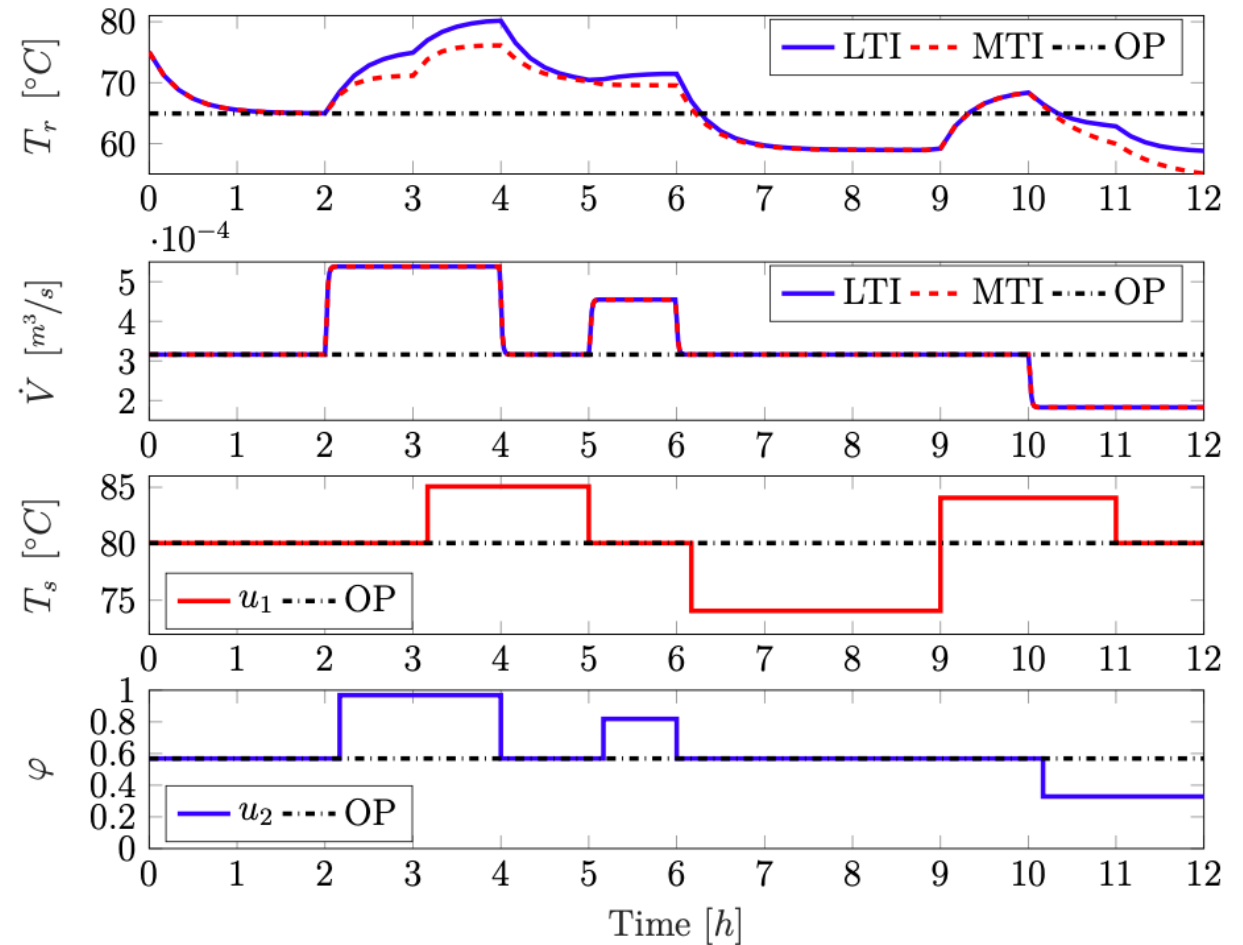 80
70
60
T_r [°C]
LTI MTI OP
0 1 2 3 4 5 6 7 8 9 10 11 12
·10⁻⁴
5
4
3
2
V̇ [m³/s]
LTI MTI OP
0 1 2 3 4 5 6 7 8 9 10 11 12
85
80
75
T_s [°C]
u₁ OP
0 1 2 3 4 5 6 7 8 9 10 11 12
1
0.8
0.6
0.4
0.2
0
φ
u₂ OP
0 1 2 3 4 5 6 7 8 9 10 11 12
Time [h]